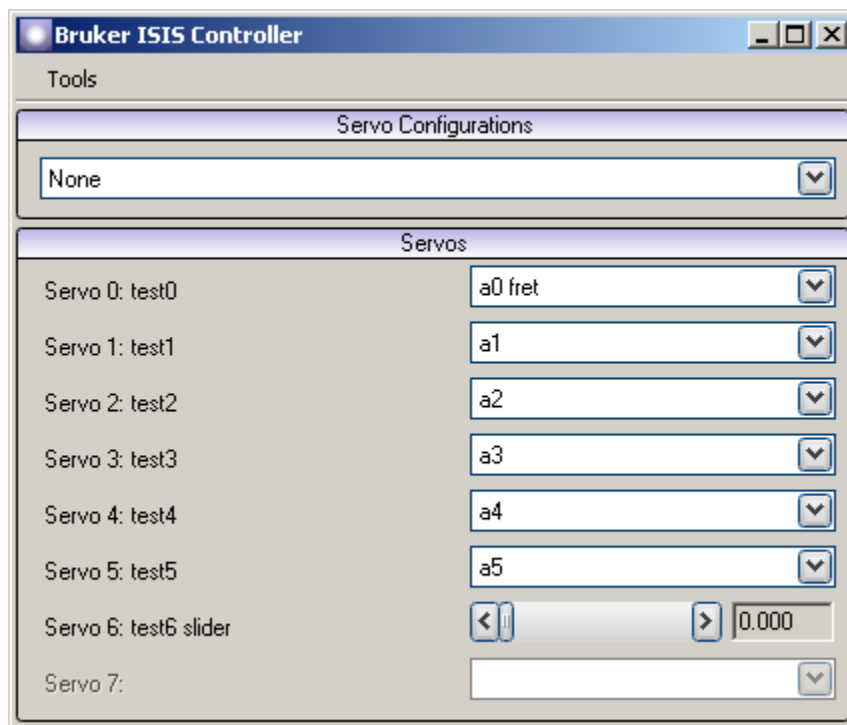 Bruker ISIS Controller
Tools
Servo Configurations
None
Servos
Servo 0: test0 a0 fret
Servo 1: test1 a1
Servo 2: test2 a2
Servo 3: test3 a3
Servo 4: test4 a4
Servo 5: test5 a5
Servo 6: test6 slider 0.000
Servo 7: